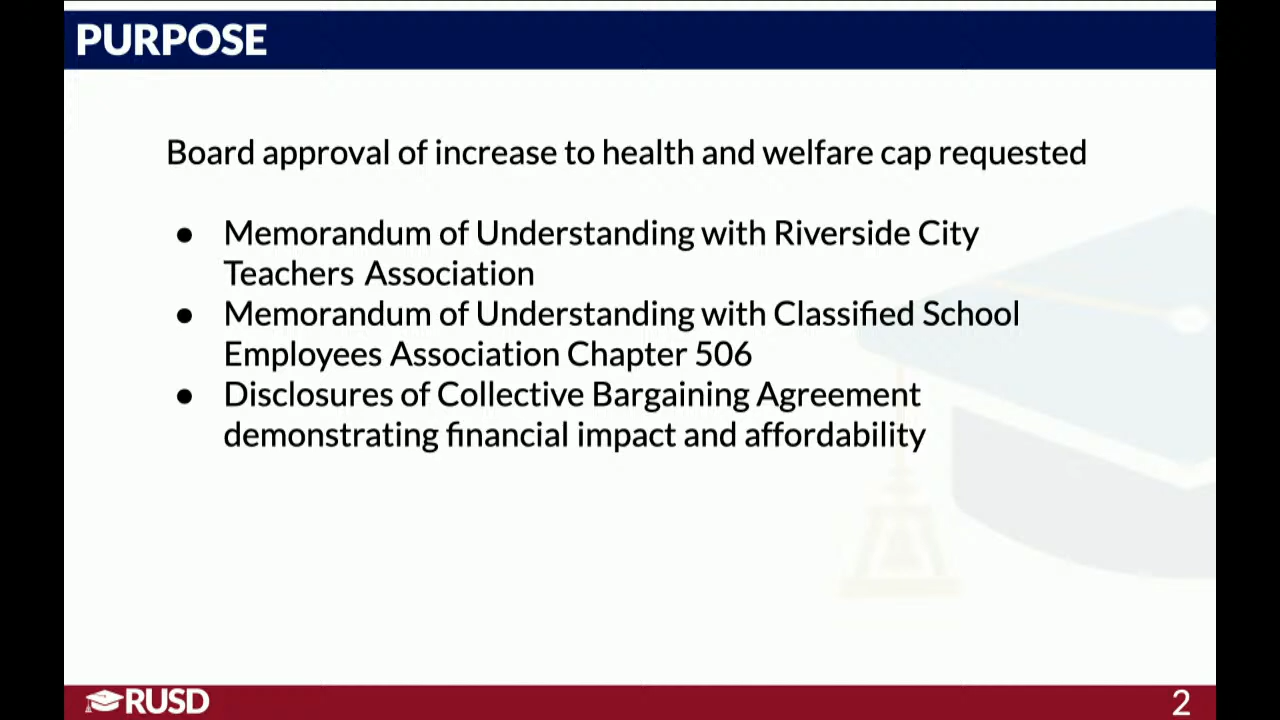 PURPOSE
Board approval of increase to health and welfare cap requested
● Memorandum of Understanding with Riverside City
Teachers Association
● Memorandum of Understanding with Classified School
Employees Association Chapter 506
● Disclosures of Collective Bargaining Agreement
demonstrating financial impact and affordability
RUSD
2